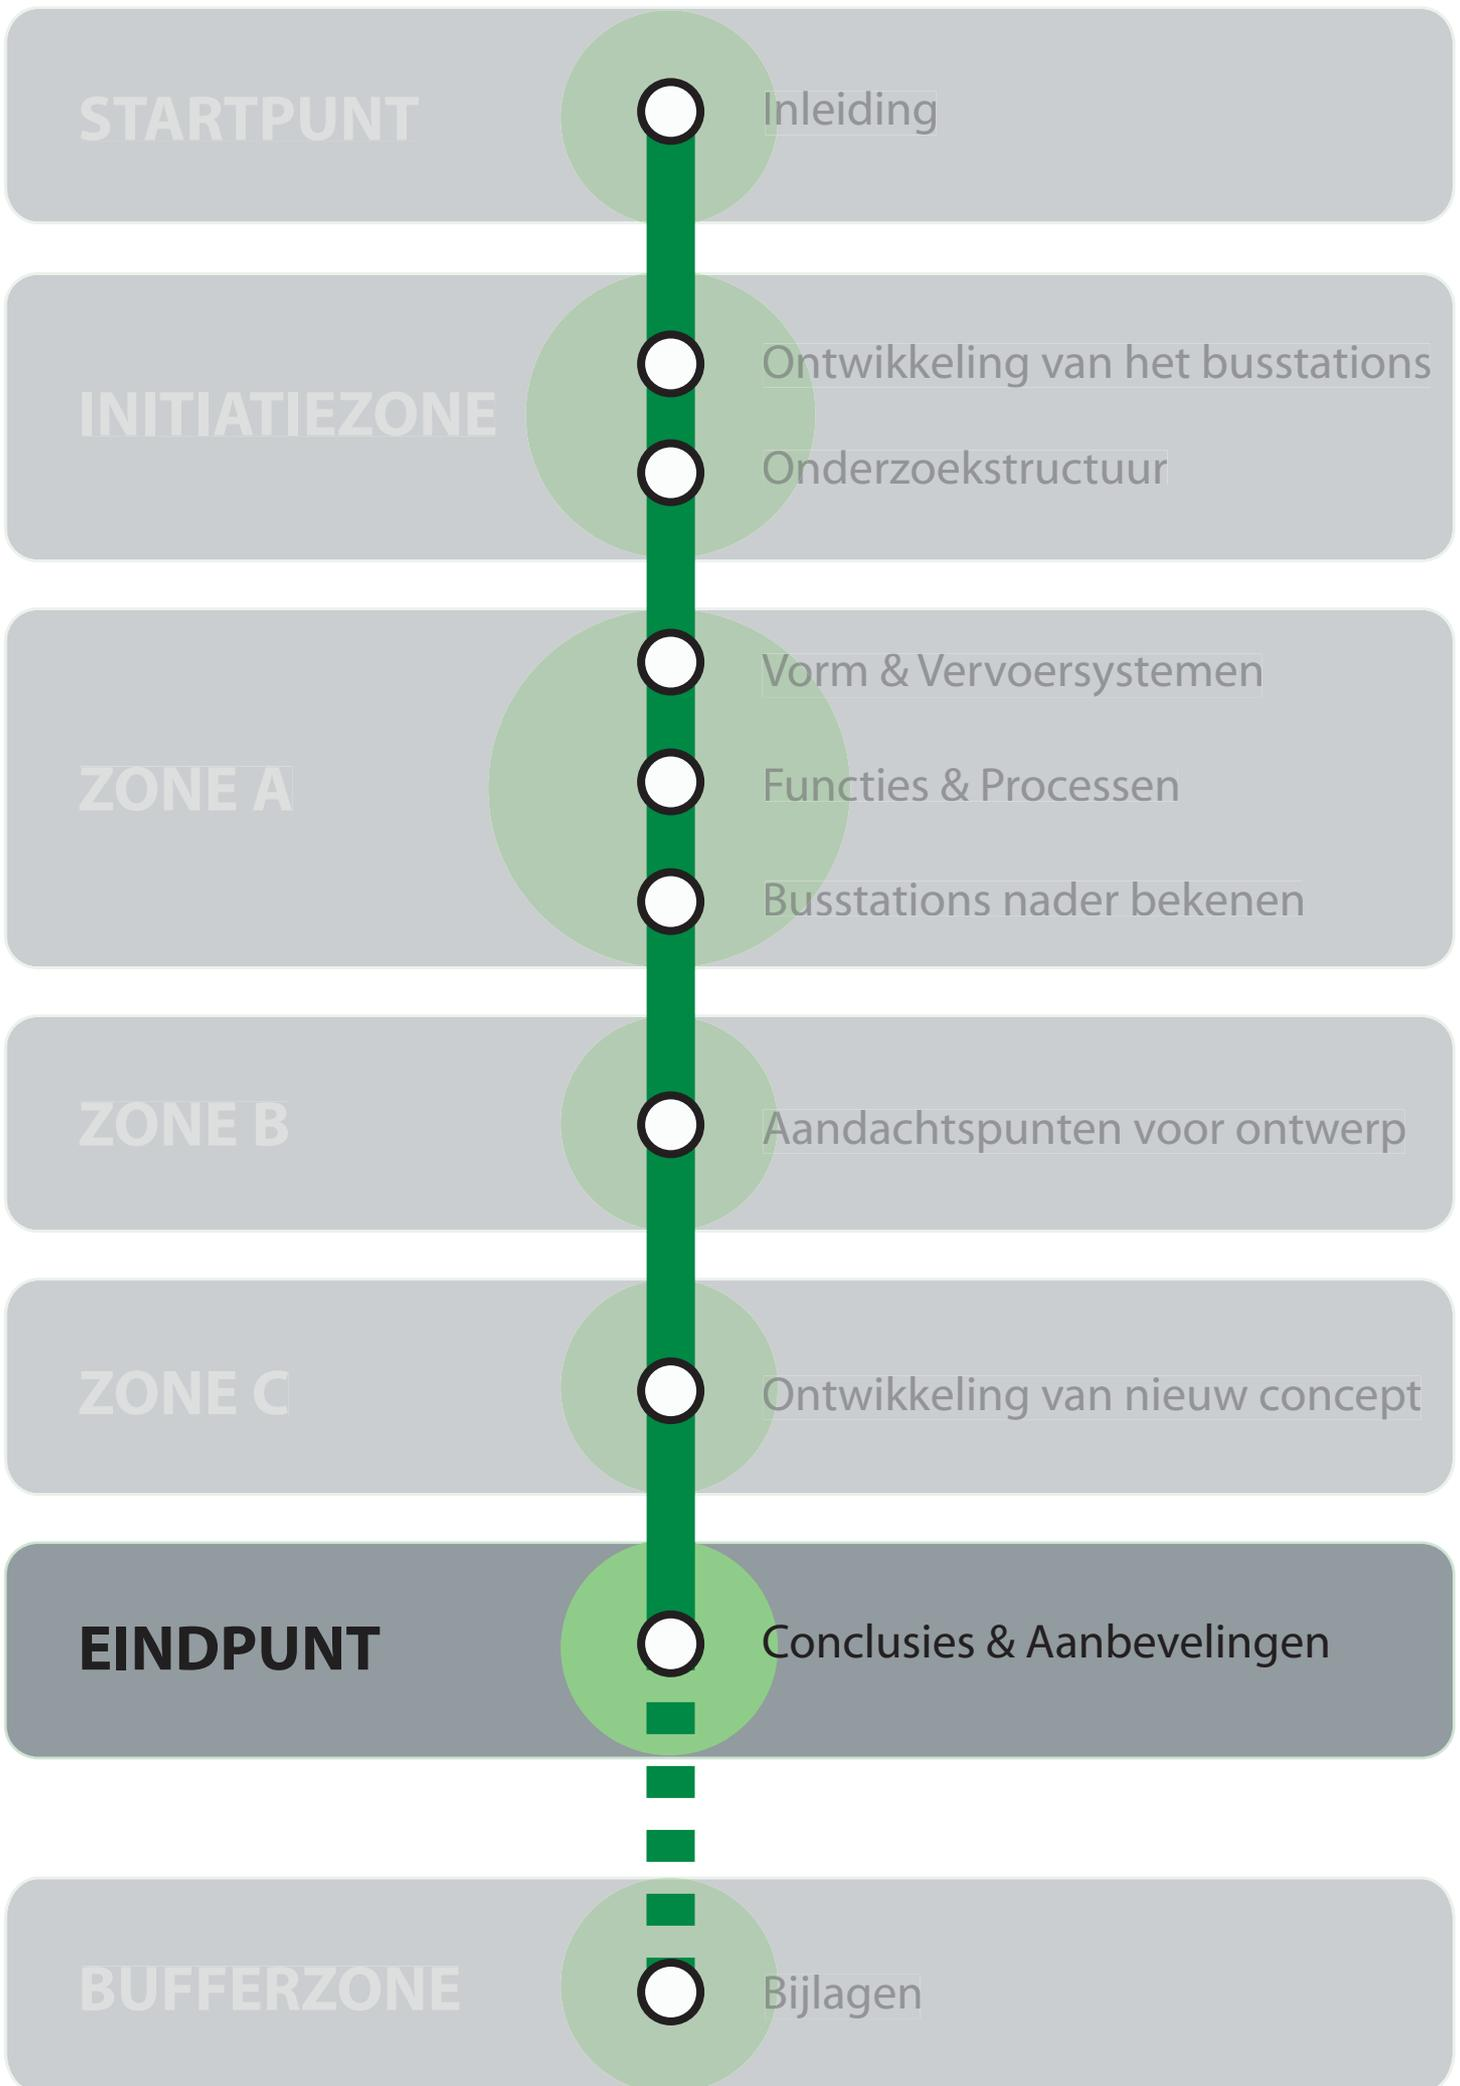 STARTPUNT
Inleiding
INITIATIEZONE
Ontwikkeling van het busstations
Onderzoekstructuur
ZONE A
Vorm & Vervoersystemen
Functies & Processen
Busstations nader bekenen
ZONE B
Aandachtspunten voor ontwerp
ZONE C
Ontwikkeling van nieuw concept
EINDPUNT
Conclusies & Aanbevelingen
BUFFERZONE
Bijlagen